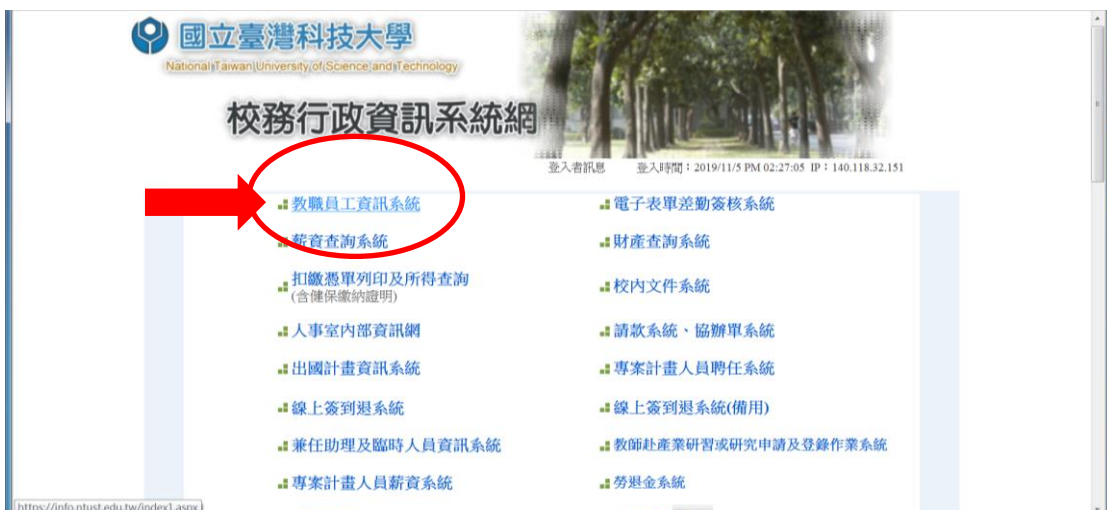 國立臺灣科技大學
National Taiwan University of Science and Technology
校務行政資訊系統網
登入者訊息 登入時間：2019/11/5 PM 02:27:05 IP：140.118.32.151
教職員工資訊系統 電子表單差勤簽核系統
薪資查詢系統 財產查詢系統
扣繳憑單列印及所得查詢 校內文件系統
(含健保繳納證明)
人事室內部資訊網 請款系統、協辦單系統
出國計畫資訊系統 專案計畫人員聘任系統
線上簽到退系統 線上簽到退系統(備用)
兼任助理及臨時人員資訊系統 教師赴產業研習或研究申請及登錄作業系統
專案計畫人員薪資系統 勞退金系統
https://info.ntust.edu.tw/index1.aspx